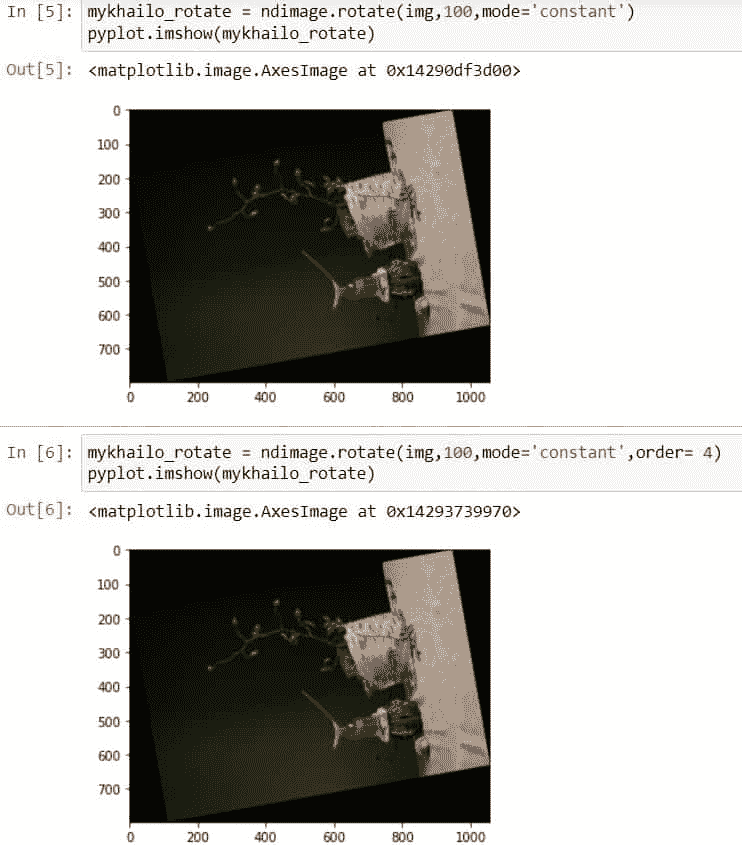 In [5]: mykhailo_rotate = ndimage.rotate(img,100,mode='constant')
pyplot.imshow(mykhailo_rotate)
Out[5]: <matplotlib.image.AxesImage at 0x14290df3d00>
0
100
200
300
400
500
600
700
0 200 400 600 800 1000
In [6]: mykhailo_rotate = ndimage.rotate(img,100,mode='constant',order= 4)
pyplot.imshow(mykhailo_rotate)
Out[6]: <matplotlib.image.AxesImage at 0x14293739970>
0
100
200
300
400
500
600
700
0 200 400 600 800 1000